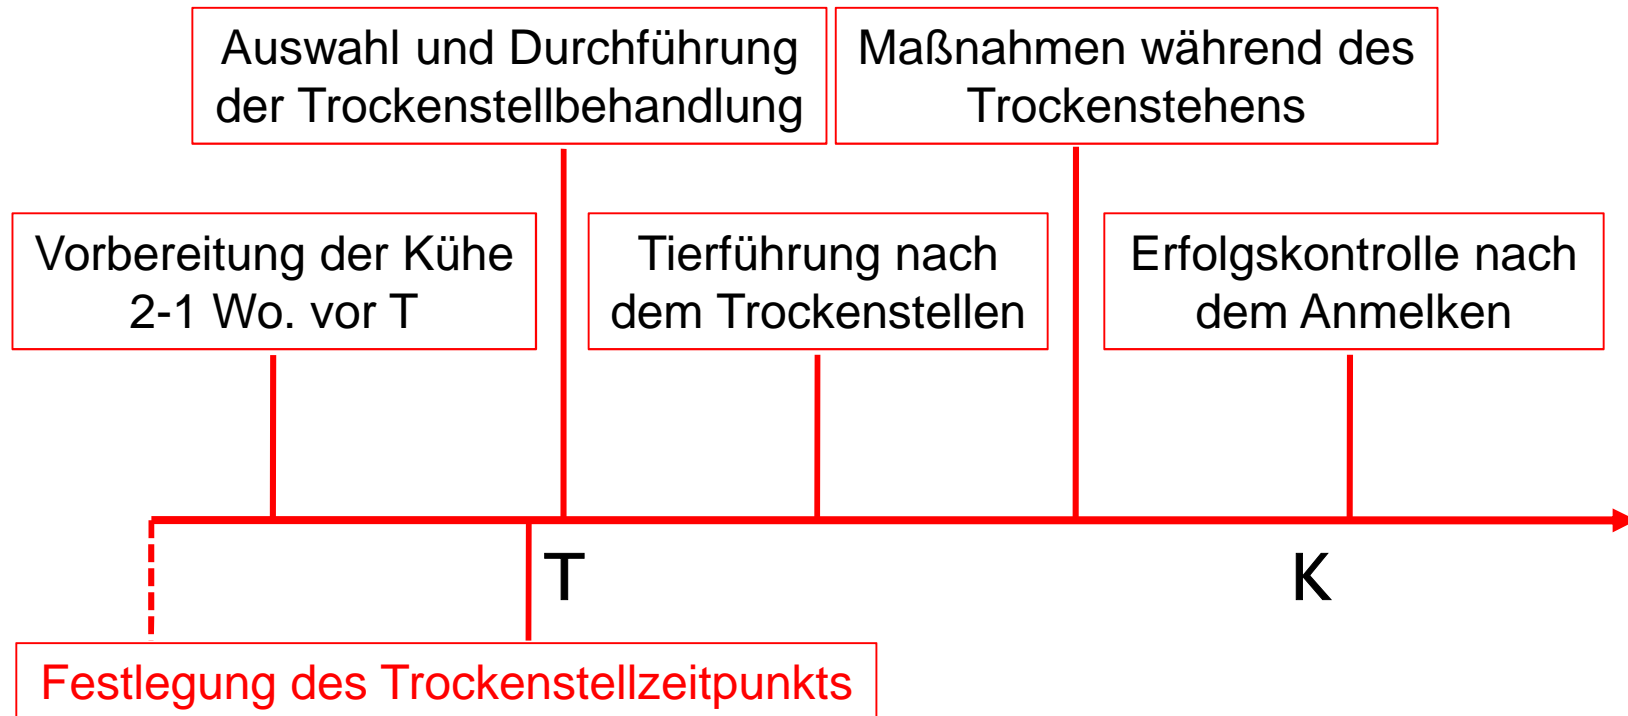 Auswahl und Durchführung
der Trockenstellbehandlung
Maßnahmen während des
Trockenstehens
Vorbereitung der Kühe
2-1 Wo. vor T
Tierführung nach
dem Trockenstellen
Erfolgskontrolle nach
dem Anmelken
T
K
Festlegung des Trockenstellzeitpunkts